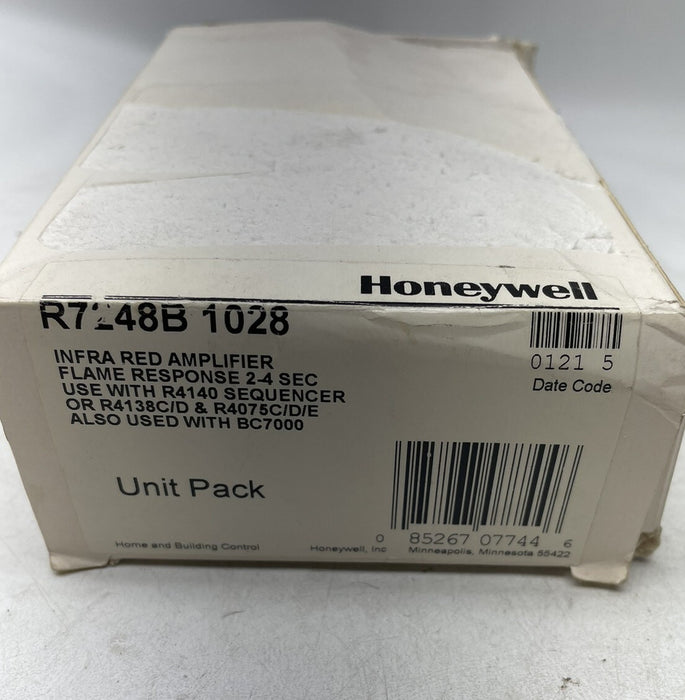 Honeywell
R7248B 1028
INFRA RED AMPLIFIER
FLAME RESPONSE 2-4 SEC
USE WITH R4140 SEQUENCER
OR R4138C/D & R4075C/D/E
ALSO USED WITH BC7000
0121 5
Date Code
Unit Pack
0 85267 07744 6
Home and Building Control
Honeywell, Inc Minneapolis, Minnesota 55422